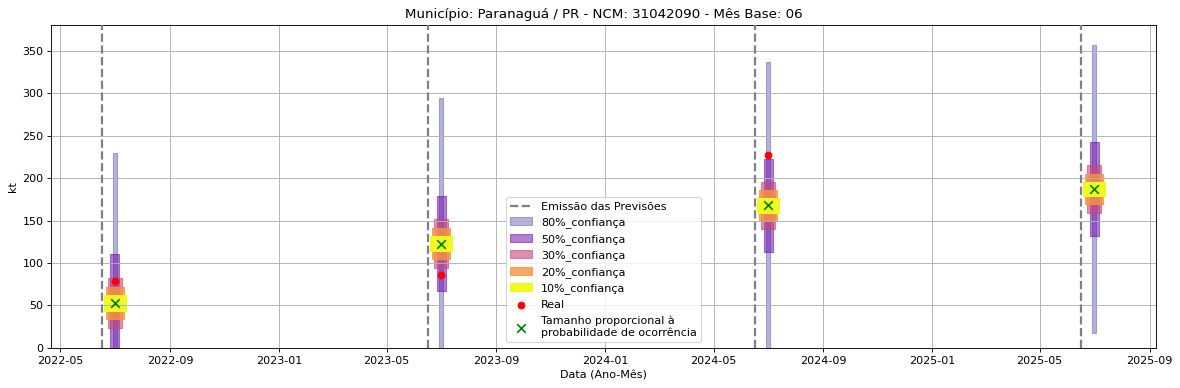 Município: Paranaguá / PR - NCM: 31042090 - Mês Base: 06
350
300
250
200
150
100
50
0
kt
Emissão das Previsões
80%_confiança
50%_confiança
30%_confiança
20%_confiança
10%_confiança
Real
Tamanho proporcional à
probabilidade de ocorrência
2022-05 2022-09 2023-01 2023-05 2023-09 2024-01 2024-05 2024-09 2025-01 2025-05 2025-09
Data (Ano-Mês)